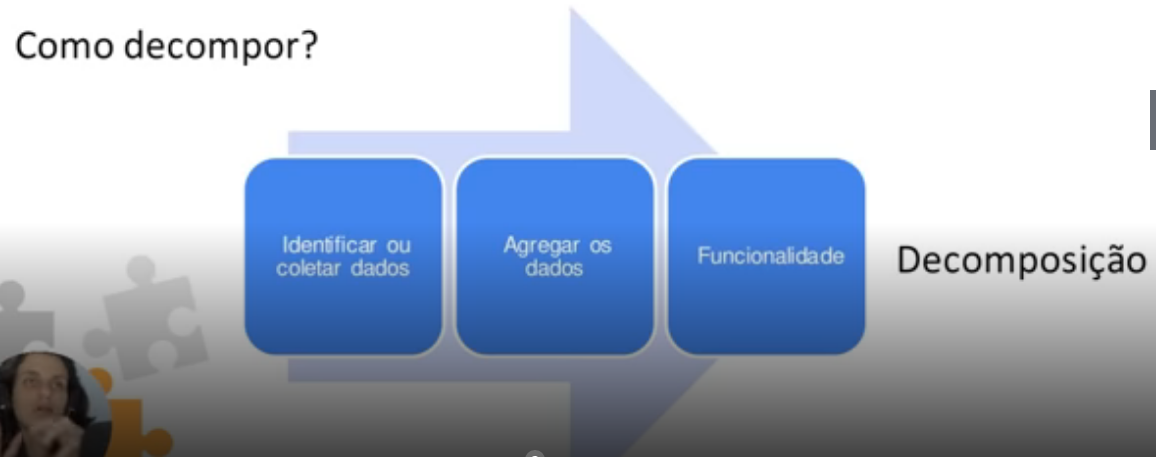 Como decompor?
Identificar ou
coletar dados
Agregar os
dados
Funcionalidade
Decomposição